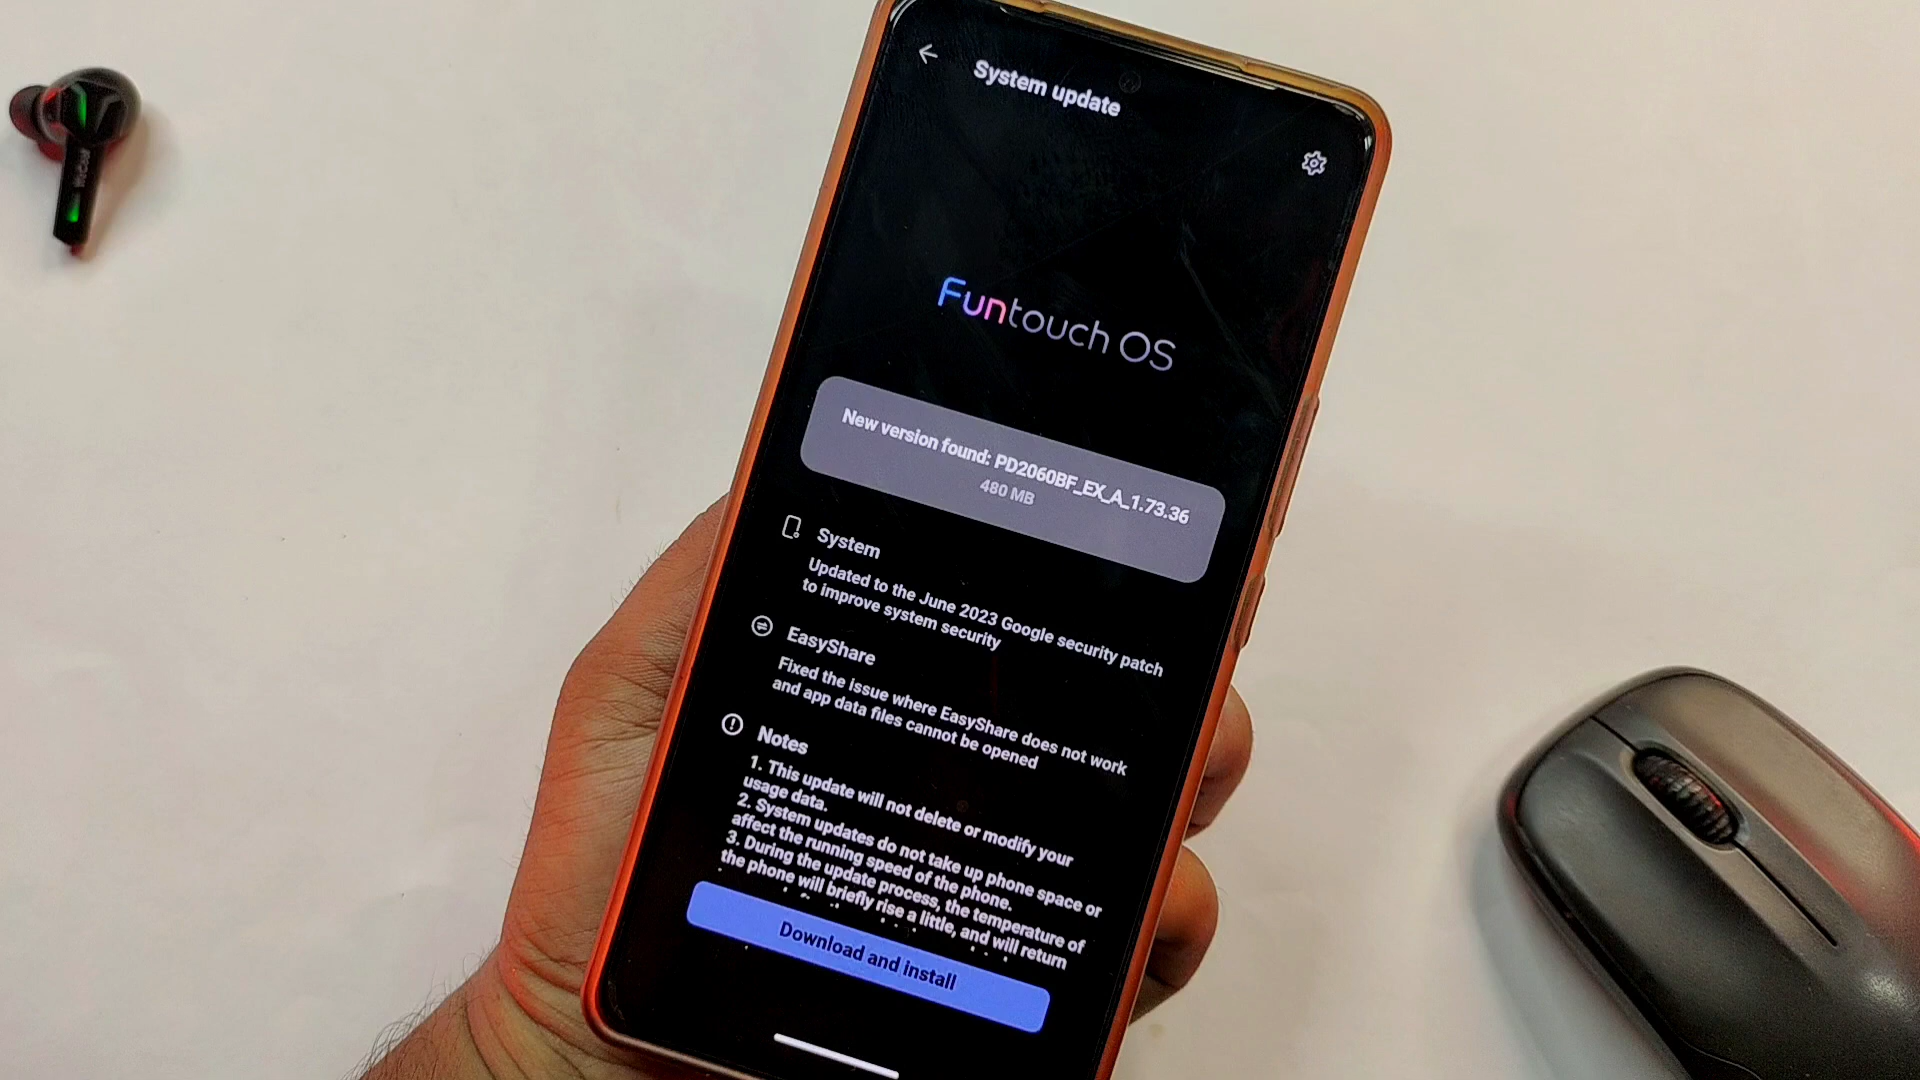 System update
Funtouch OS
New version found: PD2060BF_EX_A_1.73.36
480 MB
System
Updated to the June 2023 Google security patch
to improve system security
EasyShare
Fixed the issue where EasyShare does not work
and app data files cannot be opened
Notes
1. This update will not delete or modify your
usage data.
2. System updates do not take up phone space or
affect the running speed of the phone.
3. During the update process, the temperature of
the phone will briefly rise a little, and will return
Download and install